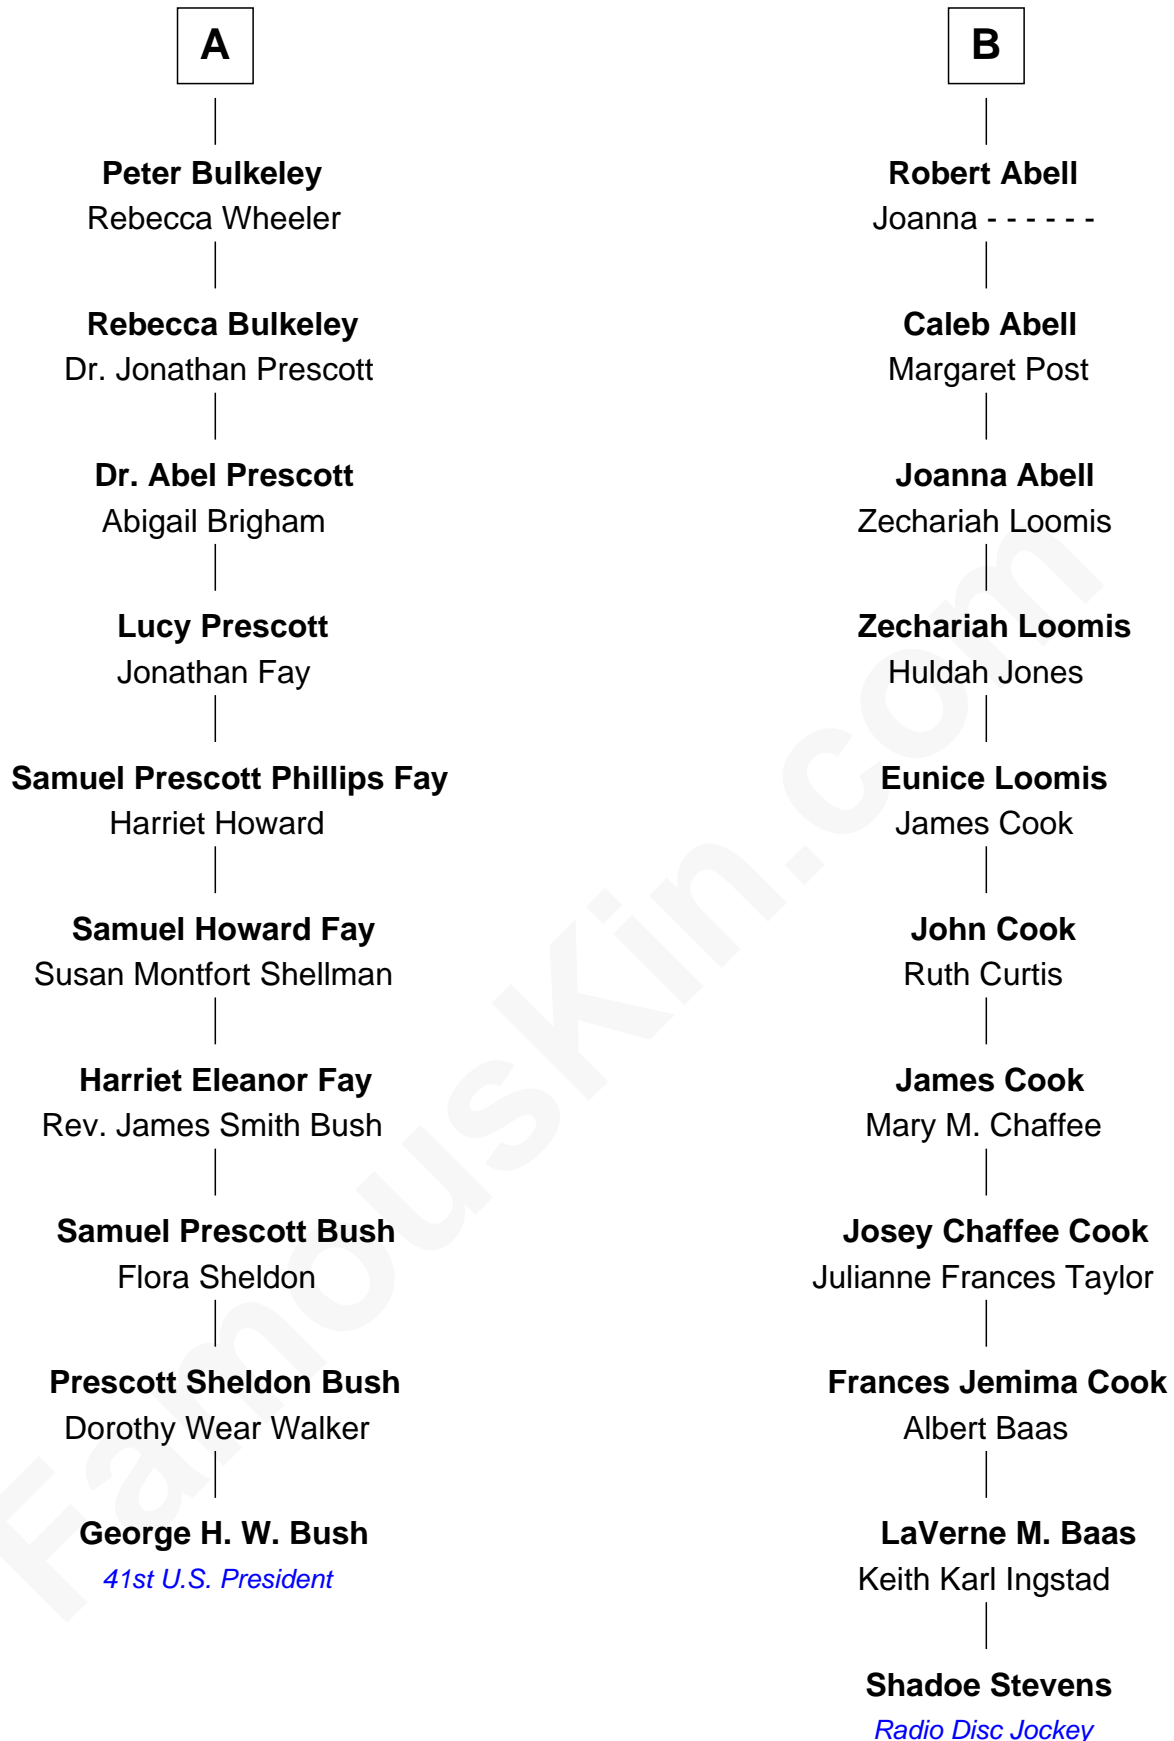 A
Peter Bulkeley
Rebecca Wheeler
Rebecca Bulkeley
Dr. Jonathan Prescott
Dr. Abel Prescott
Abigail Brigham
Lucy Prescott
Jonathan Fay
Samuel Prescott Phillips Fay
Harriet Howard
Samuel Howard Fay
Susan Montfort Shellman
Harriet Eleanor Fay
Rev. James Smith Bush
Samuel Prescott Bush
Flora Sheldon
Prescott Sheldon Bush
Dorothy Wear Walker
George H. W. Bush
41st U.S. President
B
Robert Abell
Joanna - - - - - -
Caleb Abell
Margaret Post
Joanna Abell
Zechariah Loomis
Zechariah Loomis
Huldah Jones
Eunice Loomis
James Cook
John Cook
Ruth Curtis
James Cook
Mary M. Chaffee
Josey Chaffee Cook
Julianne Frances Taylor
Frances Jemima Cook
Albert Baas
LaVerne M. Baas
Keith Karl Ingstad
Shadoe Stevens
Radio Disc Jockey
FamousKin.com